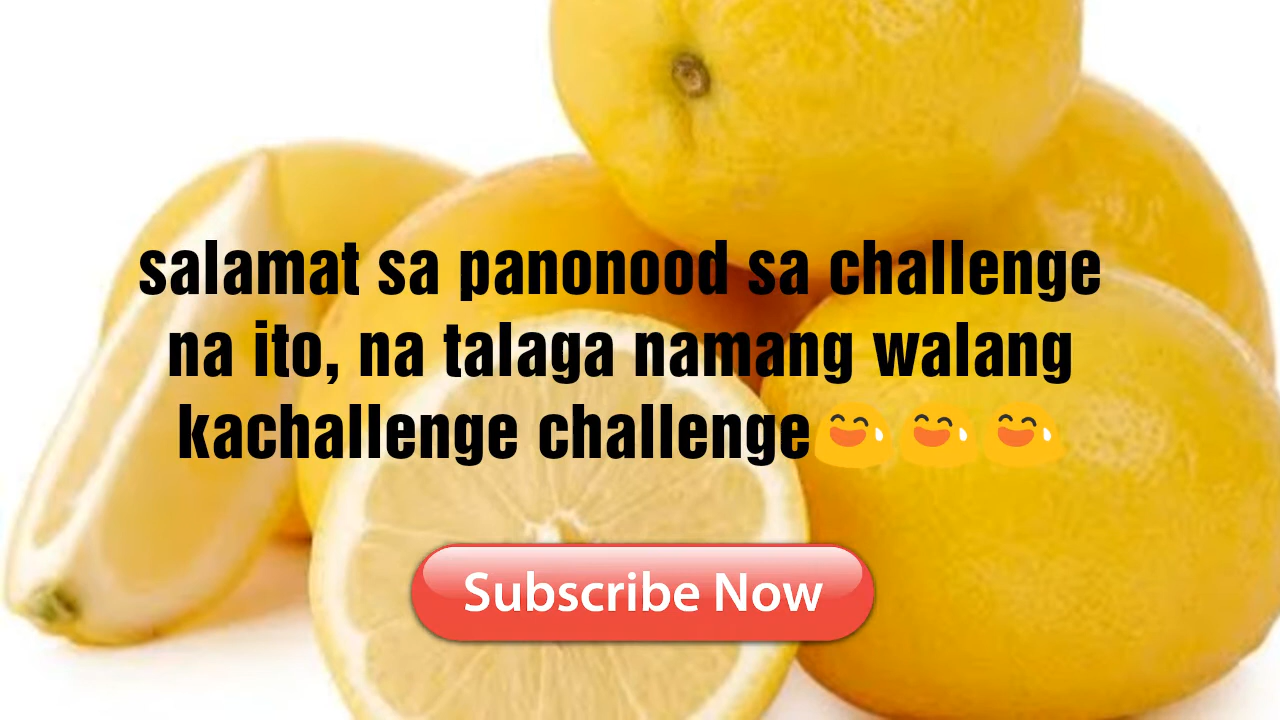 salamat sa panonood sa challenge
na ito, na talaga namang walang
kachallenge challenge😅😅😅
Subscribe Now